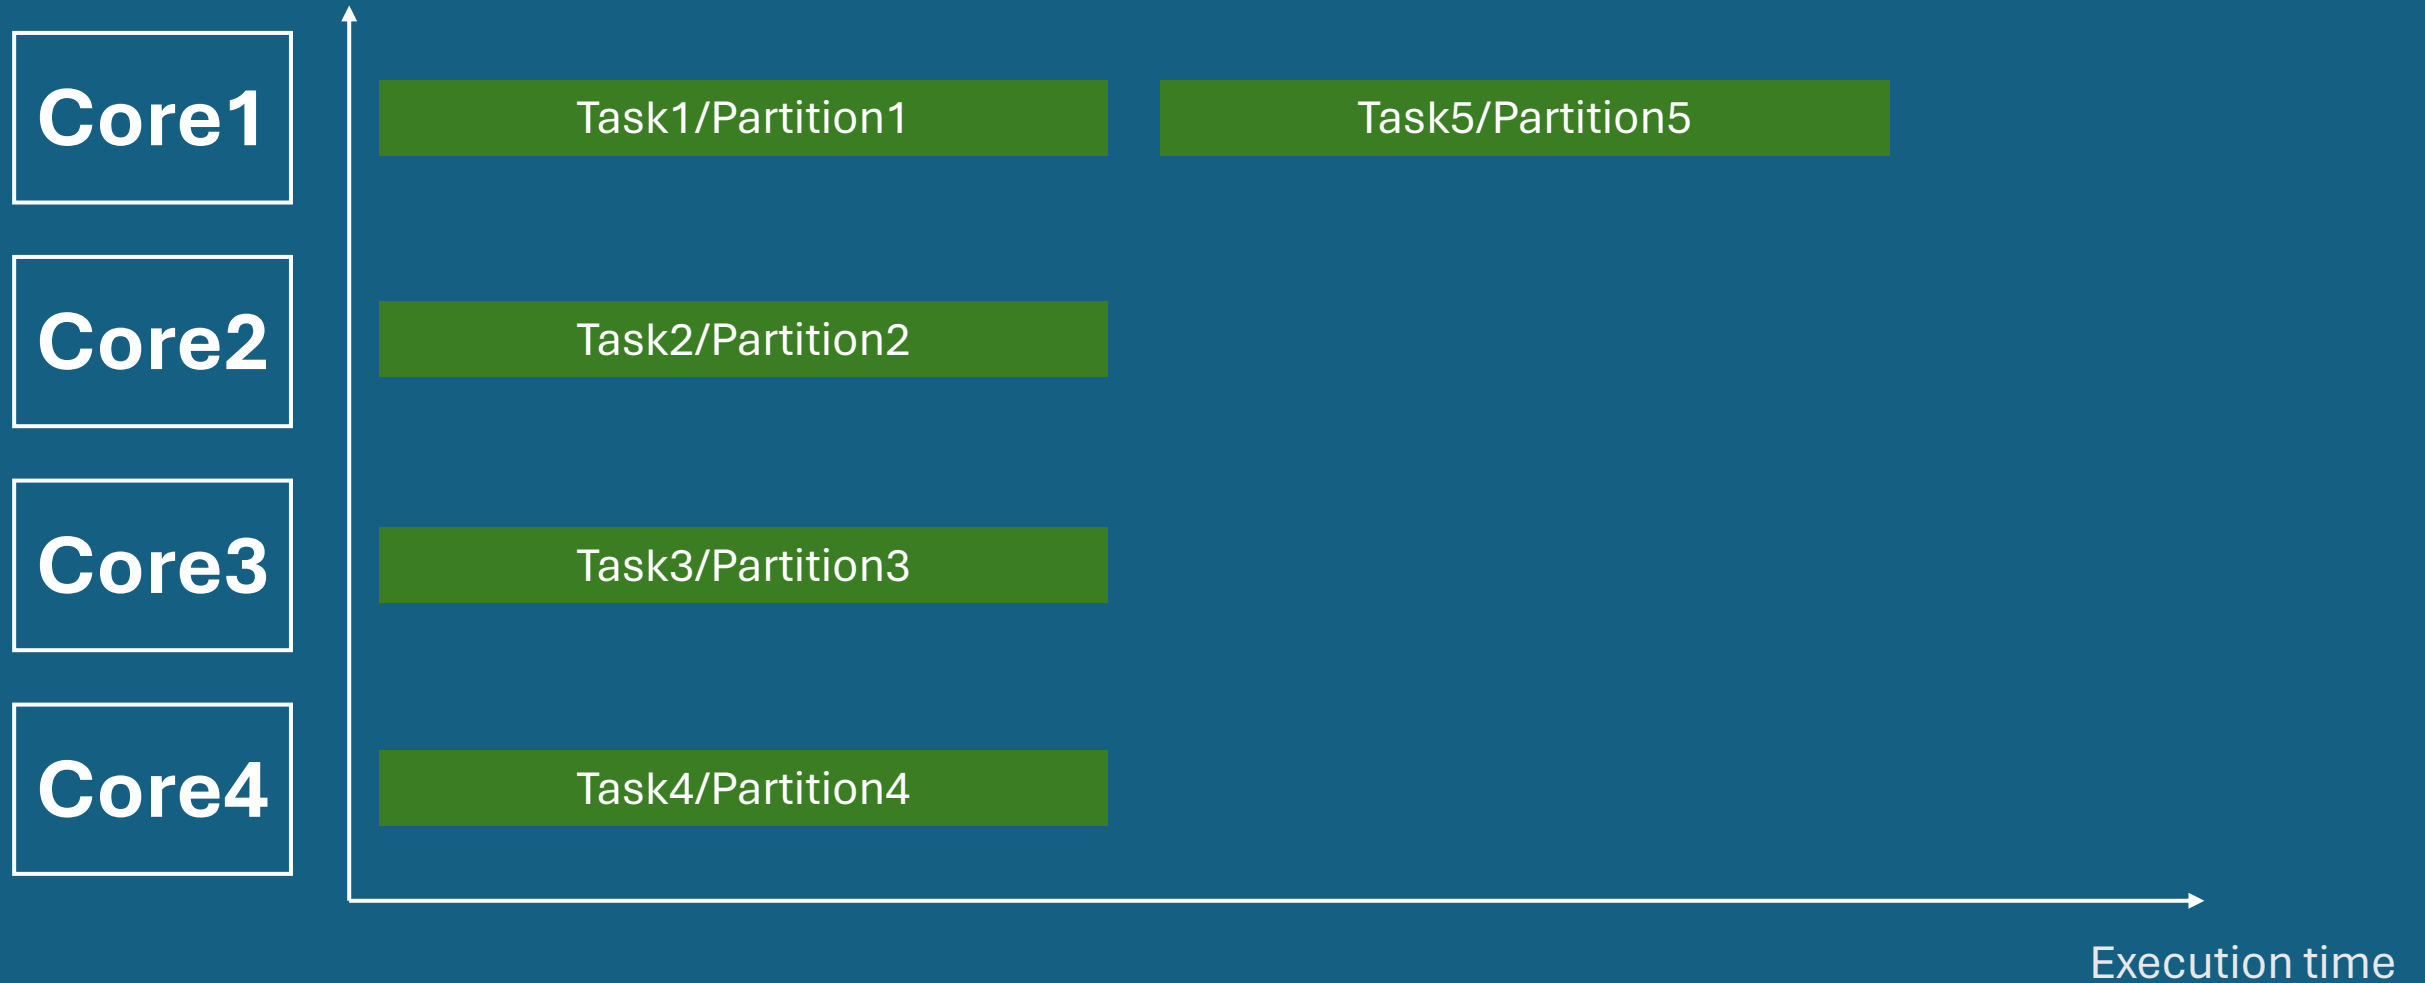 Core1
Task1/Partition1
Task5/Partition5
Core2
Task2/Partition2
Core3
Task3/Partition3
Core4
Task4/Partition4
Execution time